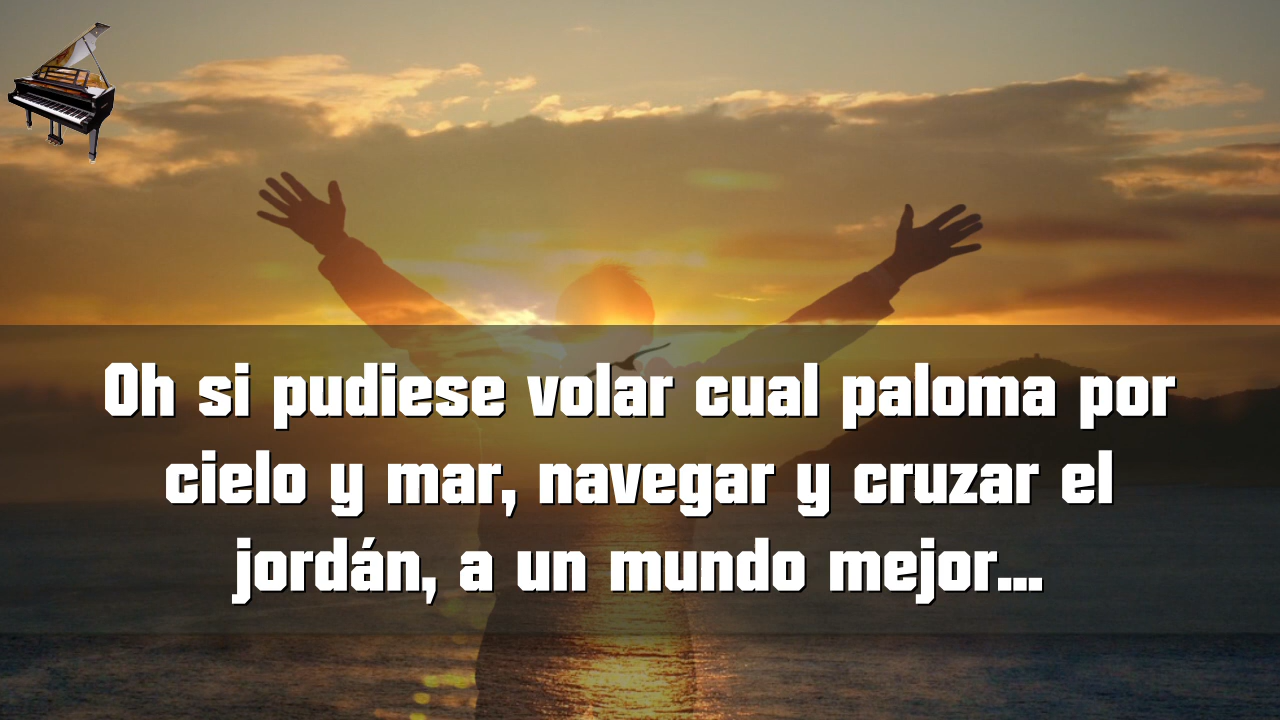 Oh si pudiese volar cual paloma por
cielo y mar, navegar y cruzar el
jordán, a un mundo mejor...